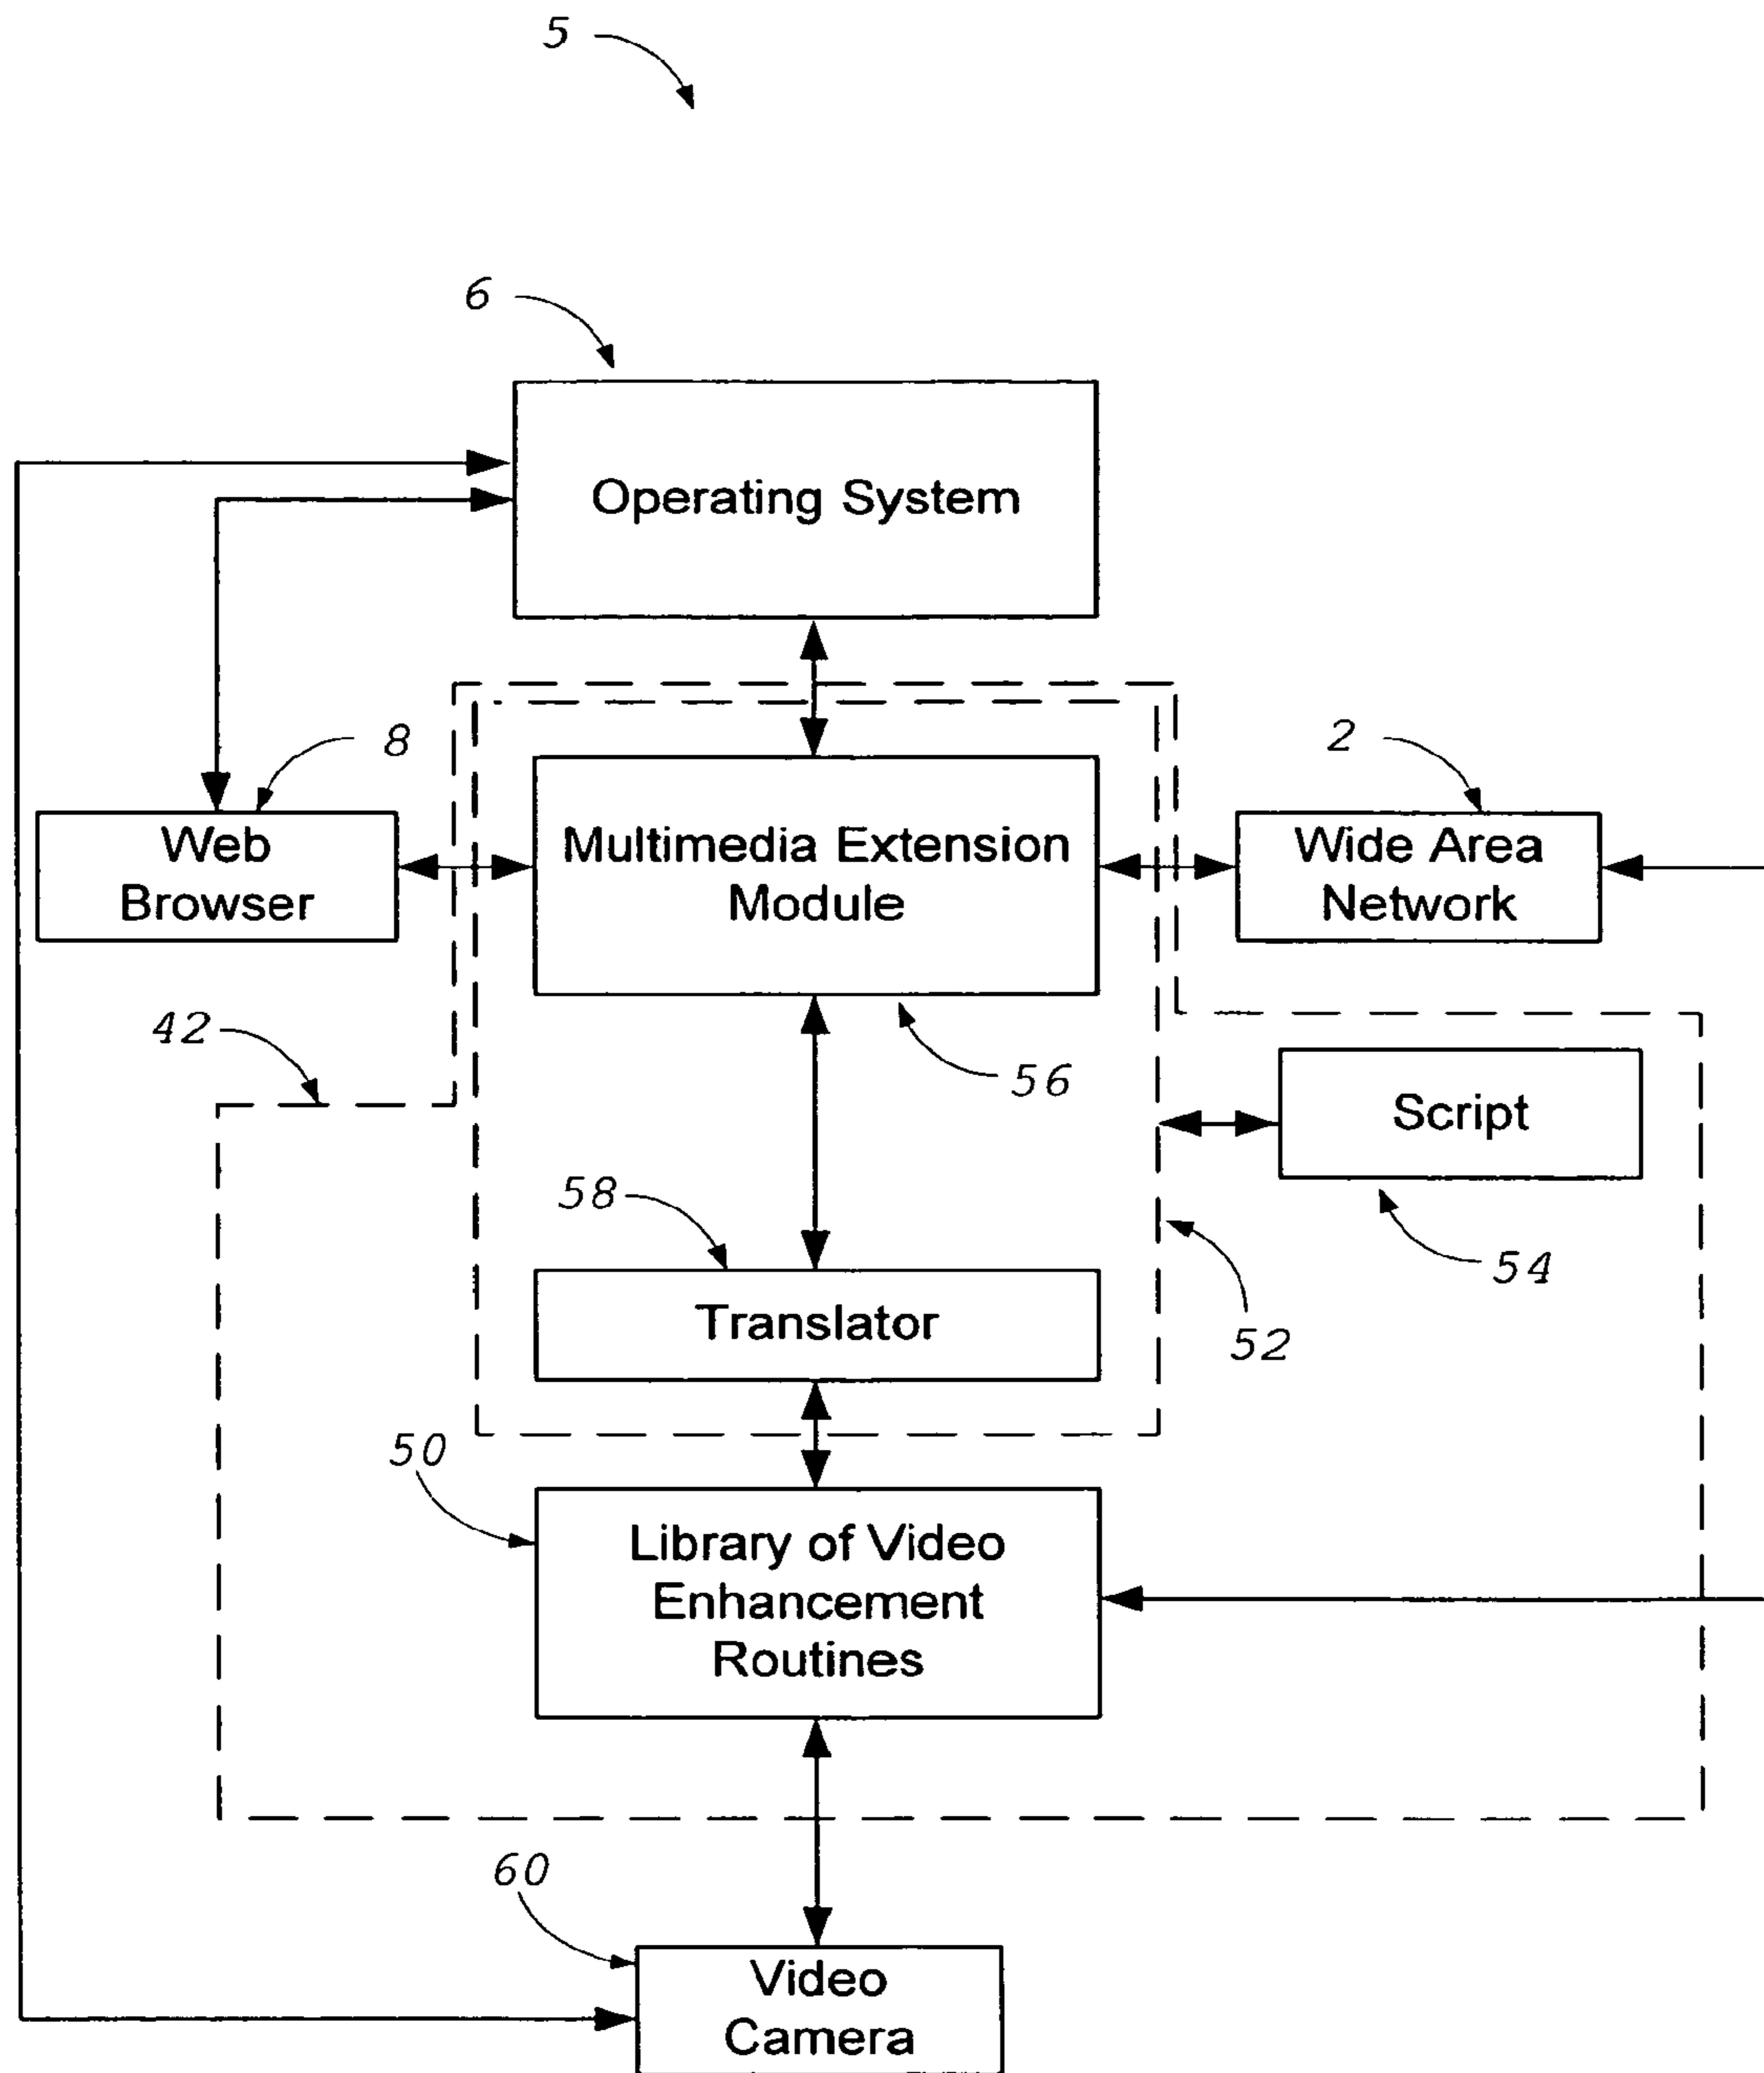 5
6
Operating System
8
2
Web
Browser
Multimedia Extension
Module
Wide Area
Network
42
56
Script
58
54
Translator
52
50
Library of Video
Enhancement
Routines
60
Video
Camera